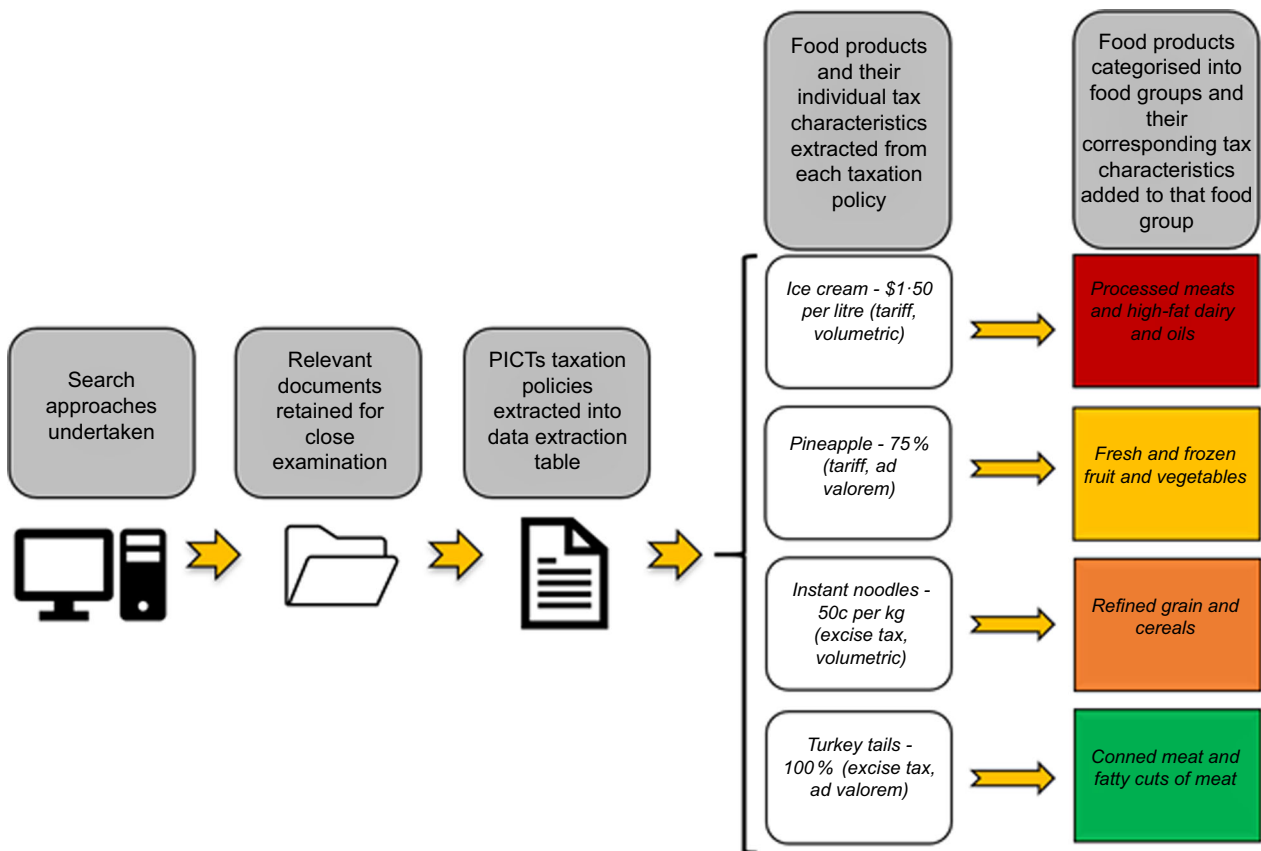 Search
approaches
undertaken
Relevant
documents
retained for
close
examination
PICTs taxation
policies
extracted into
data extraction
table
Food products
and their
individual tax
characteristics
extracted from
each taxation
policy
Food products
categorised into
food groups and
their
corresponding tax
characteristics
added to that food
group
Ice cream - $1·50
per litre (tariff,
volumetric)
Processed meats
and high-fat dairy
and oils
Pineapple - 75%
(tariff, ad
valorem)
Fresh and frozen
fruit and vegetables
Instant noodles -
50c per kg
(excise tax,
volumetric)
Refined grain and
cereals
Turkey tails -
100% (excise tax,
ad valorem)
Conned meat and
fatty cuts of meat